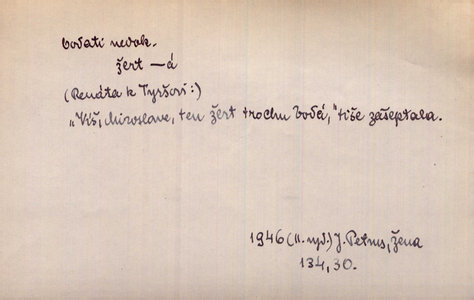 bodati nedok.
žert —á
(Renáta k Tyršovi:)
„Víš, Miroslave, ten žert trochu bodá,“ tiše zašeptala.
1946 (II. vyd.) J. Petrus, Žena
134, 30.